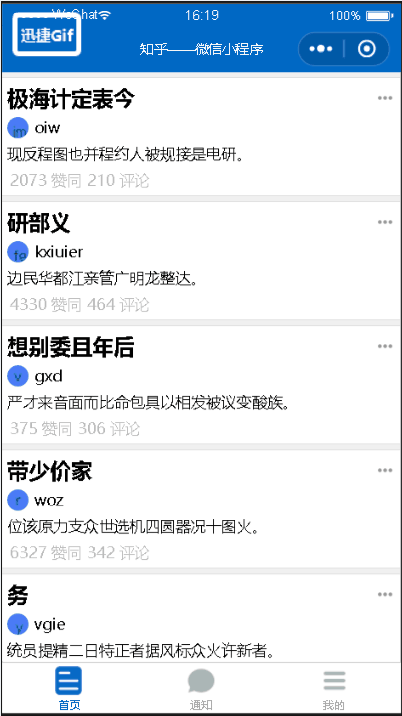 WeChat 16:19 100%
迅捷Gif
知乎——微信小程序
极海计定表今
oiw
现反程图也并程约人被规接是电研。
2073 赞同 210 评论
研部义
kxiuier
边民华都江亲管广明龙整达。
4330 赞同 464 评论
想别委且年后
gxd
严才来音面而比命包具以相发被议变酸族。
375 赞同 306 评论
带少价家
woz
位该原力支众世选机四圆器况十图火。
6327 赞同 342 评论
务
vgie
统员提精二日特正者据风标众火许新者。
首页 通知 我的